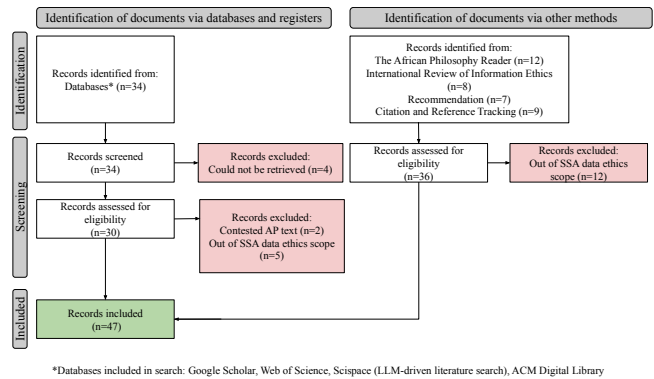 Identification of documents via databases and registers
Identification of documents via other methods
Identification
Records identified from:
Databases* (n=34)
Records identified from:
The African Philosophy Reader (n=12)
International Review of Information Ethics
(n=8)
Recommendation (n=7)
Citation and Reference Tracking (n=9)
Screening
Records screened
(n=34)
Records excluded:
Could not be retrieved (n=4)
Records assessed for
eligibility
(n=36)
Records excluded:
Out of SSA data ethics
scope (n=12)
Records assessed for
eligibility
(n=30)
Records excluded:
Contested AP text (n=2)
Out of SSA data ethics scope
(n=5)
Included
Records included
(n=47)
*Databases included in search: Google Scholar, Web of Science, Scispace (LLM-driven literature search), ACM Digital Library